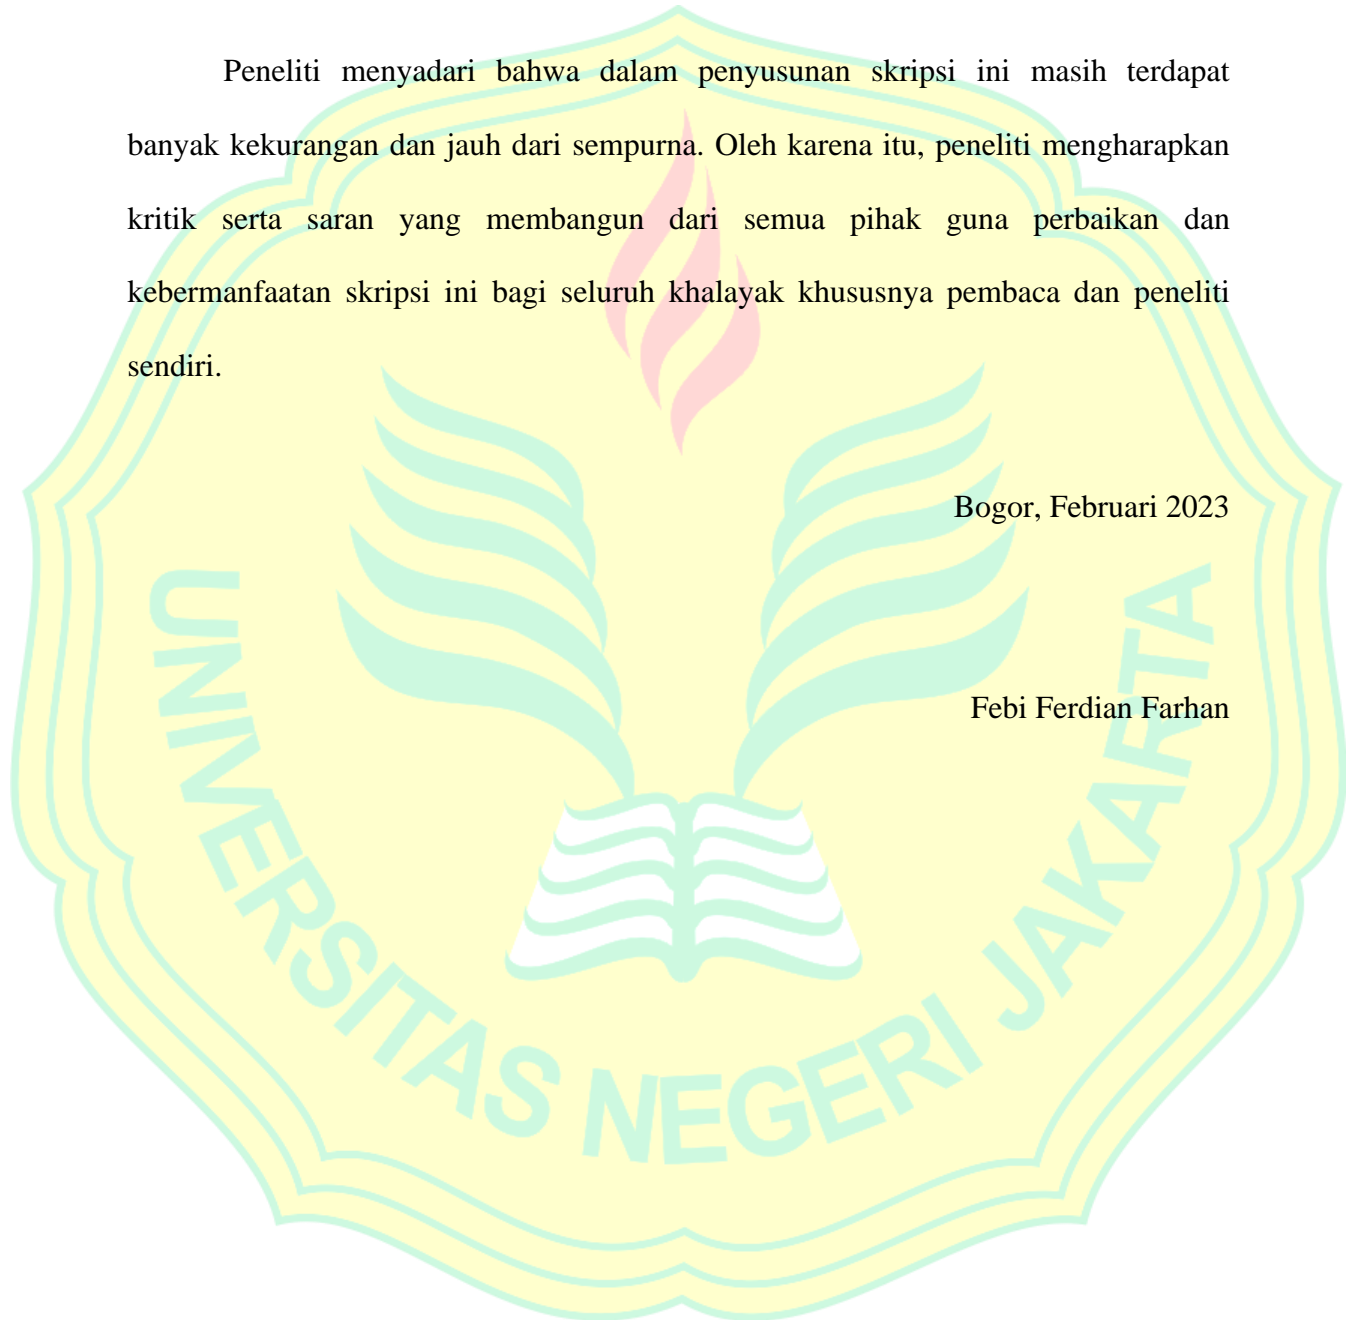 Peneliti menyadari bahwa dalam penyusunan skripsi ini masih terdapat
banyak kekurangan dan jauh dari sempurna. Oleh karena itu, peneliti mengharapkan
kritik serta saran yang membangun dari semua pihak guna perbaikan dan
kebermanfaatan skripsi ini bagi seluruh khalayak khususnya pembaca dan peneliti
sendiri.
Bogor, Februari 2023
Febi Ferdian Farhan
UNIVERSITAS NEGERI JAKARTA